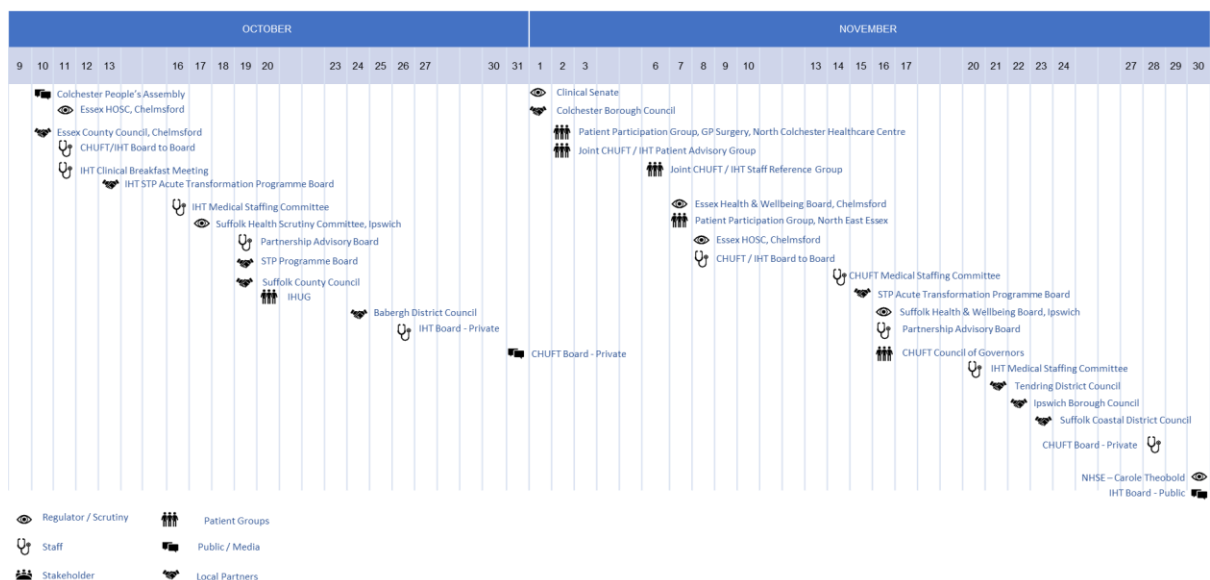 OCTOBER NOVEMBER
9 10 11 12 13 16 17 18 19 20 23 24 25 26 27 30 31 1 2 3 6 7 8 9 10 13 14 15 16 17 20 21 22 23 24 27 28 29 30
Colchester People's Assembly
Essex HOSC, Chelmsford
Essex County Council, Chelmsford
CHUFT/IHT Board to Board
IHT Clinical Breakfast Meeting
IHT STP Acute Transformation Programme Board
IHT Medical Staffing Committee
Suffolk Health Scrutiny Committee, Ipswich
Partnership Advisory Board
STP Programme Board
Suffolk County Council
IHUG
Babergh District Council
IHT Board - Private
CHUFT Board - Private
Clinical Senate
Colchester Borough Council
Patient Participation Group, GP Surgery, North Colchester Healthcare Centre
Joint CHUFT / IHT Patient Advisory Group
Joint CHUFT / IHT Staff Reference Group
Essex Health & Wellbeing Board, Chelmsford
Patient Participation Group, North East Essex
Essex HOSC, Chelmsford
CHUFT / IHT Board to Board
CHUFT Medical Staffing Committee
STP Acute Transformation Programme Board
Suffolk Health & Wellbeing Board, Ipswich
Partnership Advisory Board
CHUFT Council of Governors
IHT Medical Staffing Committee
Tendring District Council
Ipswich Borough Council
Suffolk Coastal District Council
CHUFT Board - Private
NHSE – Carole Theobold
IHT Board - Public
Regulator / Scrutiny
Patient Groups
Staff
Public / Media
Stakeholder
Local Partners